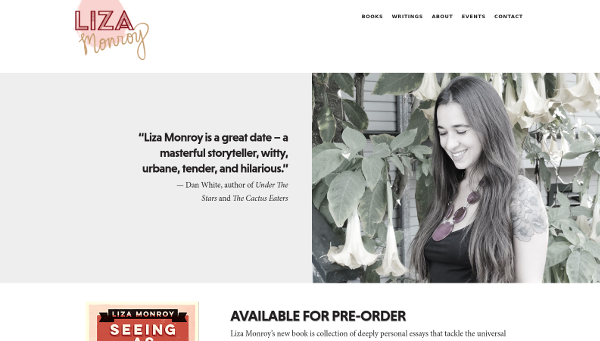 LIZA
Monroy
BOOKS WRITINGS ABOUT EVENTS CONTACT
“Liza Monroy is a great date – a
masterful storyteller, witty,
urbane, tender, and hilarious.”
— Dan White, author of Under The
Stars and The Cactus Eaters
LIZA MONROY
SEEING
AS
AVAILABLE FOR PRE-ORDER
Liza Monroy’s new book is collection of deeply personal essays that tackle the universal